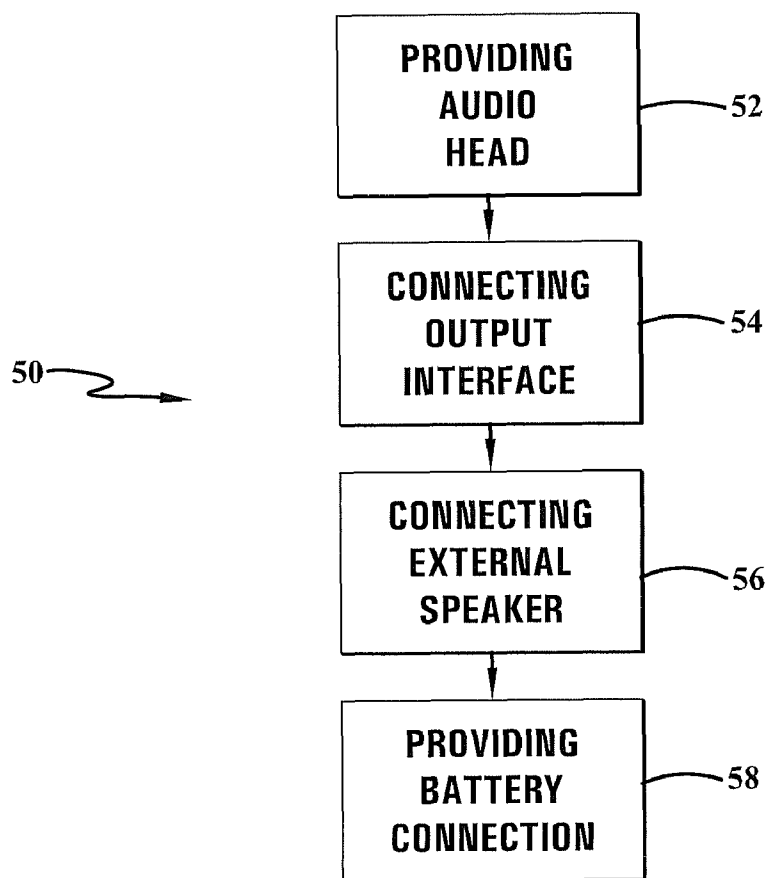 PROVIDING
AUDIO
HEAD
52
CONNECTING
OUTPUT
INTERFACE
54
50
CONNECTING
EXTERNAL
SPEAKER
56
PROVIDING
BATTERY
CONNECTION
58